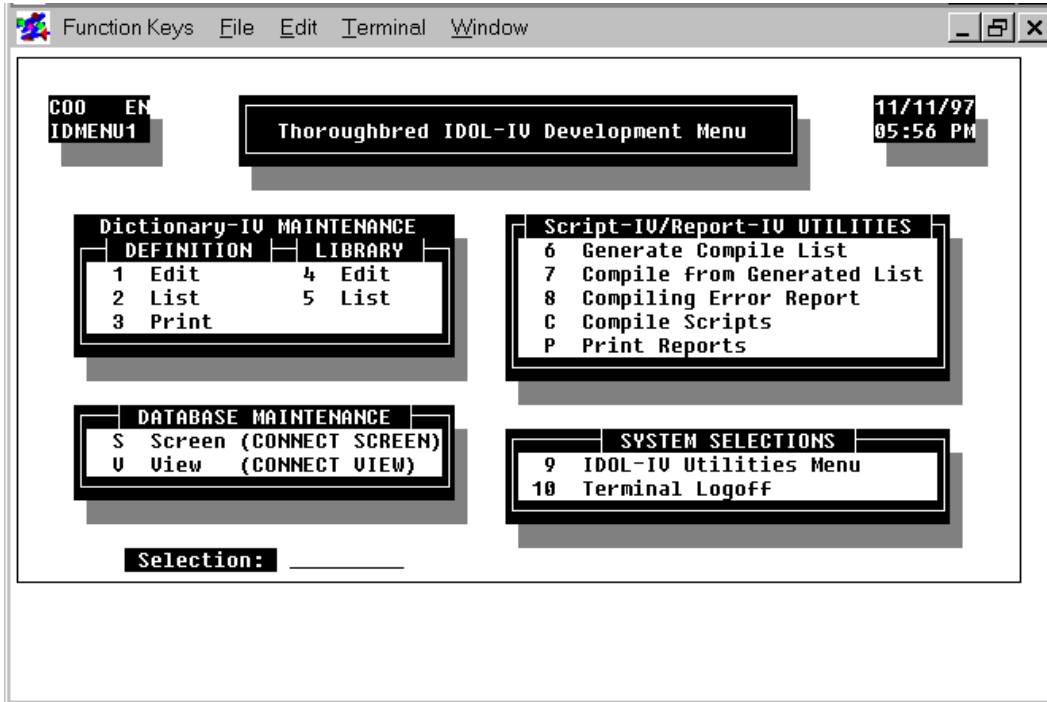 Function Keys File Edit Terminal Window
C00 EN
IDMENU1
Thoroughbred IDOL-IV Development Menu
11/11/97
05:56 PM
Dictionary-IV MAINTENANCE
DEFINITION LIBRARY
1 Edit 4 Edit
2 List 5 List
3 Print
Script-IV/Report-IV UTILITIES
6 Generate Compile List
7 Compile from Generated List
8 Compiling Error Report
C Compile Scripts
P Print Reports
DATABASE MAINTENANCE
S Screen (CONNECT SCREEN)
V View (CONNECT VIEW)
SYSTEM SELECTIONS
9 IDOL-IV Utilities Menu
10 Terminal Logoff
Selection: _________